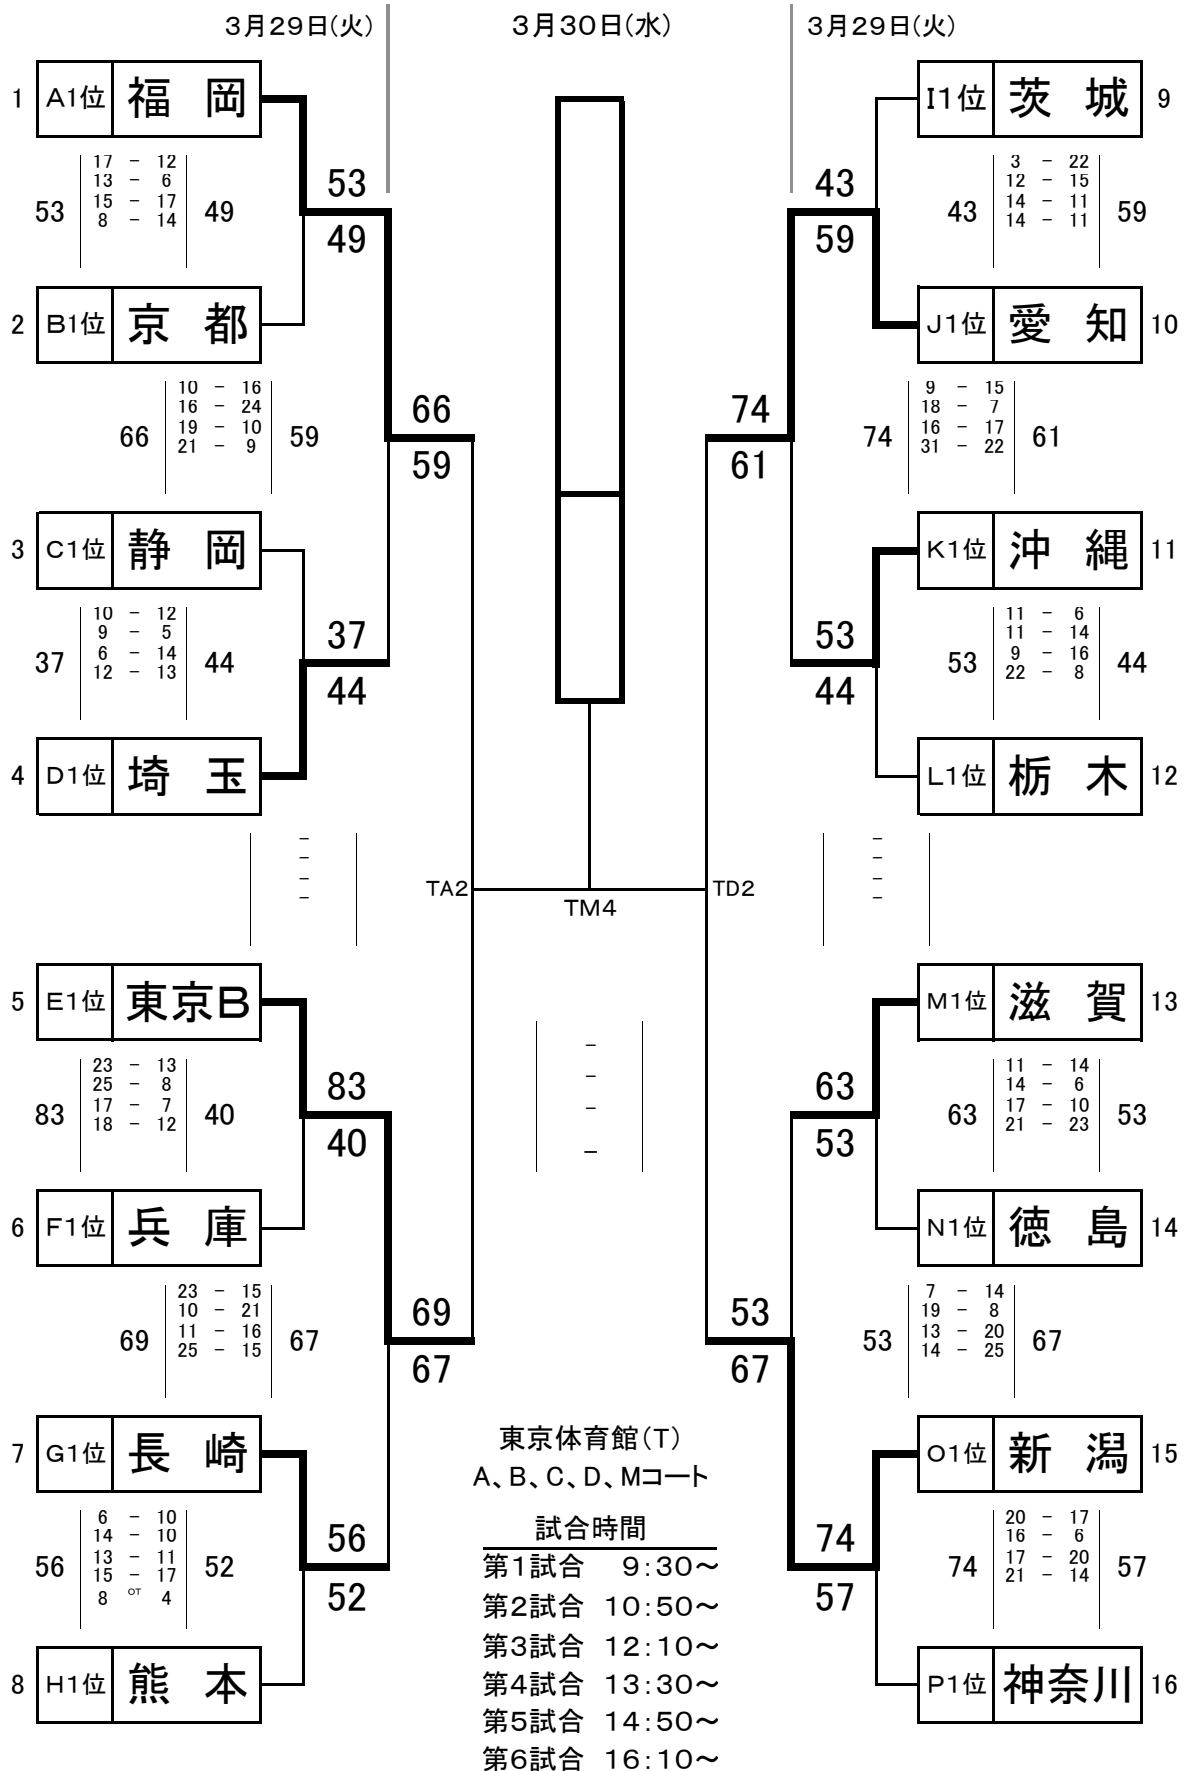 3月29日(火)
3月30日(水)
3月29日(火)
1 A1位 福 岡
17 - 12
13 - 6
15 - 17
8 - 14
53 49
53
49
2 B1位 京 都
10 - 16
16 - 24
19 - 10
21 - 9
66 59
66
59
3 C1位 静 岡
10 - 12
9 - 5
6 - 14
12 - 13
37 44
37
44
4 D1位 埼 玉
-
-
-
-
TA2
5 E1位 東京B
23 - 13
25 - 8
17 - 7
18 - 12
83 40
83
40
6 F1位 兵 庫
23 - 15
10 - 21
11 - 16
25 - 15
69 67
69
67
7 G1位 長 崎
6 - 10
14 - 10
13 - 11
15 - 17
8 OT 4
56 52
56
52
8 H1位 熊 本
TM4
-
-
-
-
I1位 茨 城 9
3 - 22
12 - 15
14 - 11
14 - 11
43 59
43
59
J1位 愛 知 10
9 - 15
18 - 7
16 - 17
31 - 22
74 61
74
61
K1位 沖 縄 11
11 - 6
11 - 14
9 - 16
22 - 8
53 44
53
44
L1位 栃 木 12
-
-
-
-
TD2
M1位 滋 賀 13
11 - 14
14 - 6
17 - 10
21 - 23
63 53
63
53
N1位 徳 島 14
7 - 14
19 - 8
13 - 20
14 - 25
53 67
53
67
O1位 新 潟 15
20 - 17
16 - 6
17 - 20
21 - 14
74 57
74
57
P1位 神奈川 16
東京体育館(T)
A、B、C、D、Mコート
試合時間
第1試合 9:30~
第2試合 10:50~
第3試合 12:10~
第4試合 13:30~
第5試合 14:50~
第6試合 16:10~